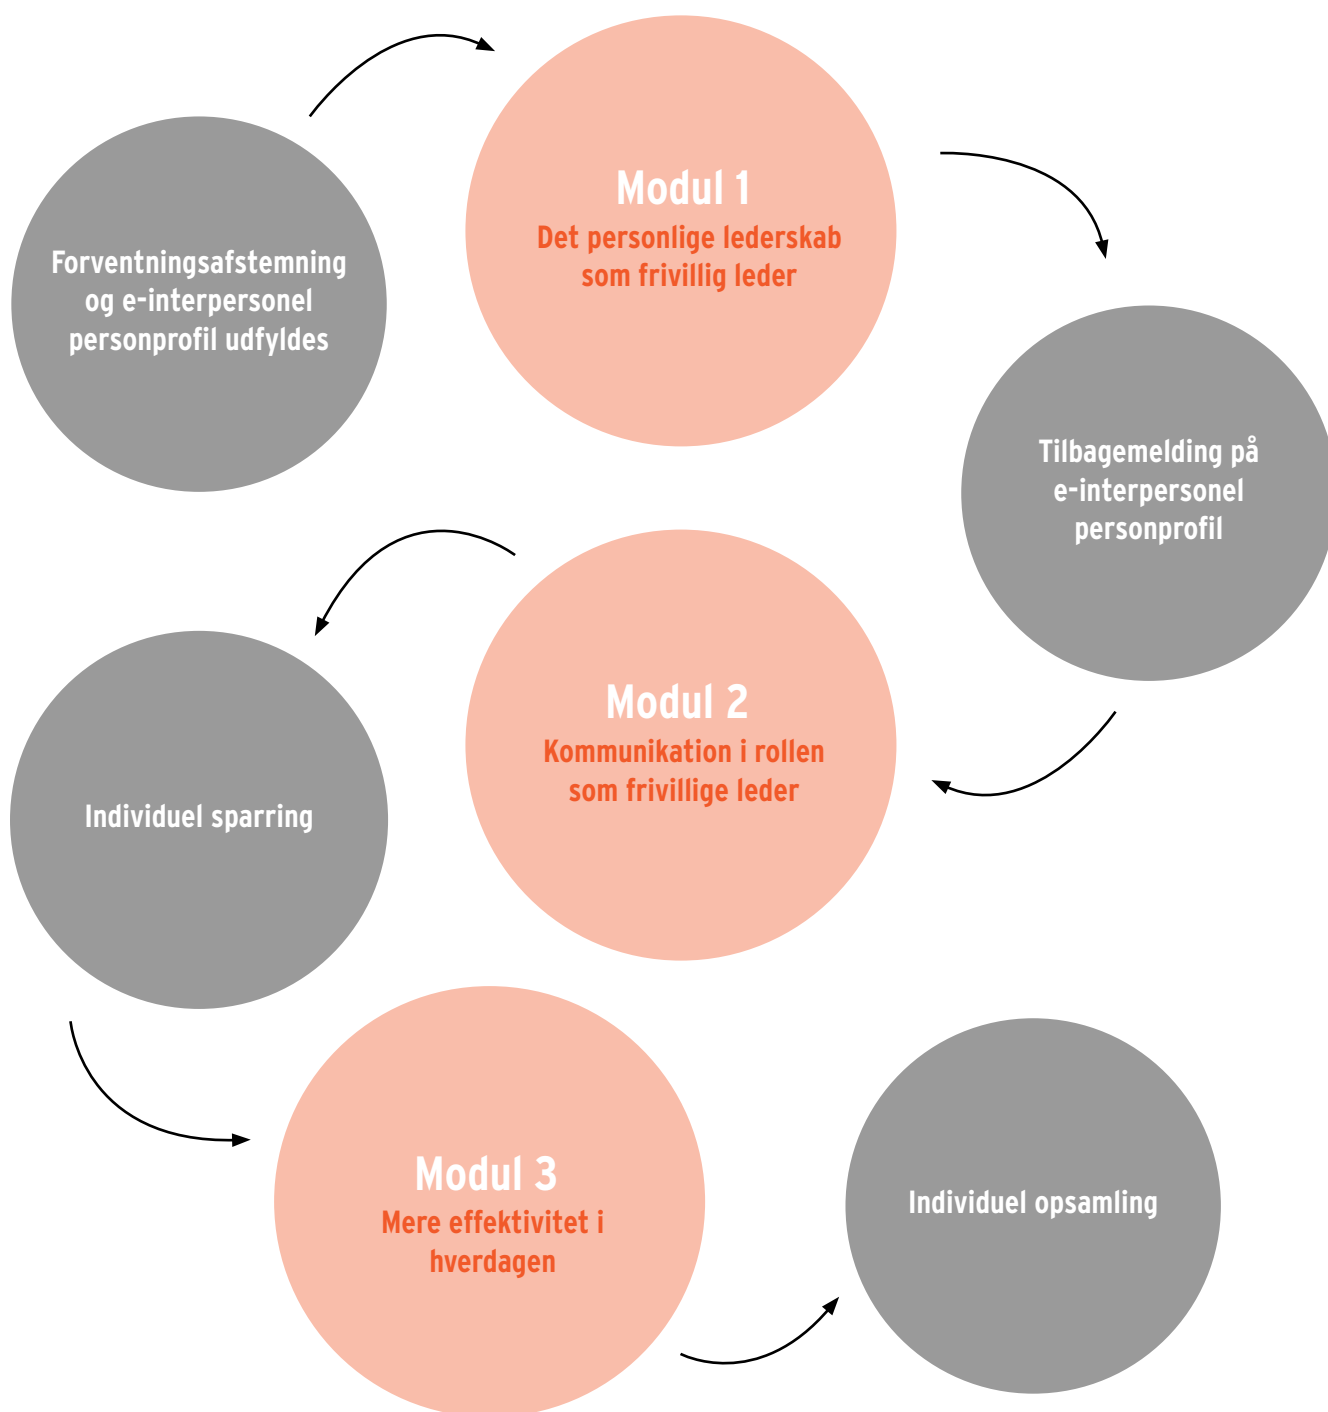 Forventningsafstemning
og e-interpersonel
personprofil udfyldes
Modul 1
Det personlige lederskab
som frivillig leder
Tilbagemelding på
e-interpersonel
personprofil
Modul 2
Kommunikation i rollen
som frivillige leder
Individuel sparring
Modul 3
Mere effektivitet i
hverdagen
Individuel opsamling